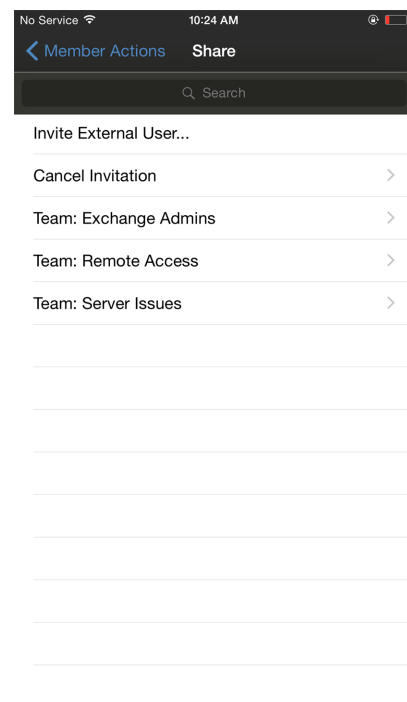 No Service 10:24 AM
Member Actions Share
Search
Invite External User...
Cancel Invitation
Team: Exchange Admins
Team: Remote Access
Team: Server Issues